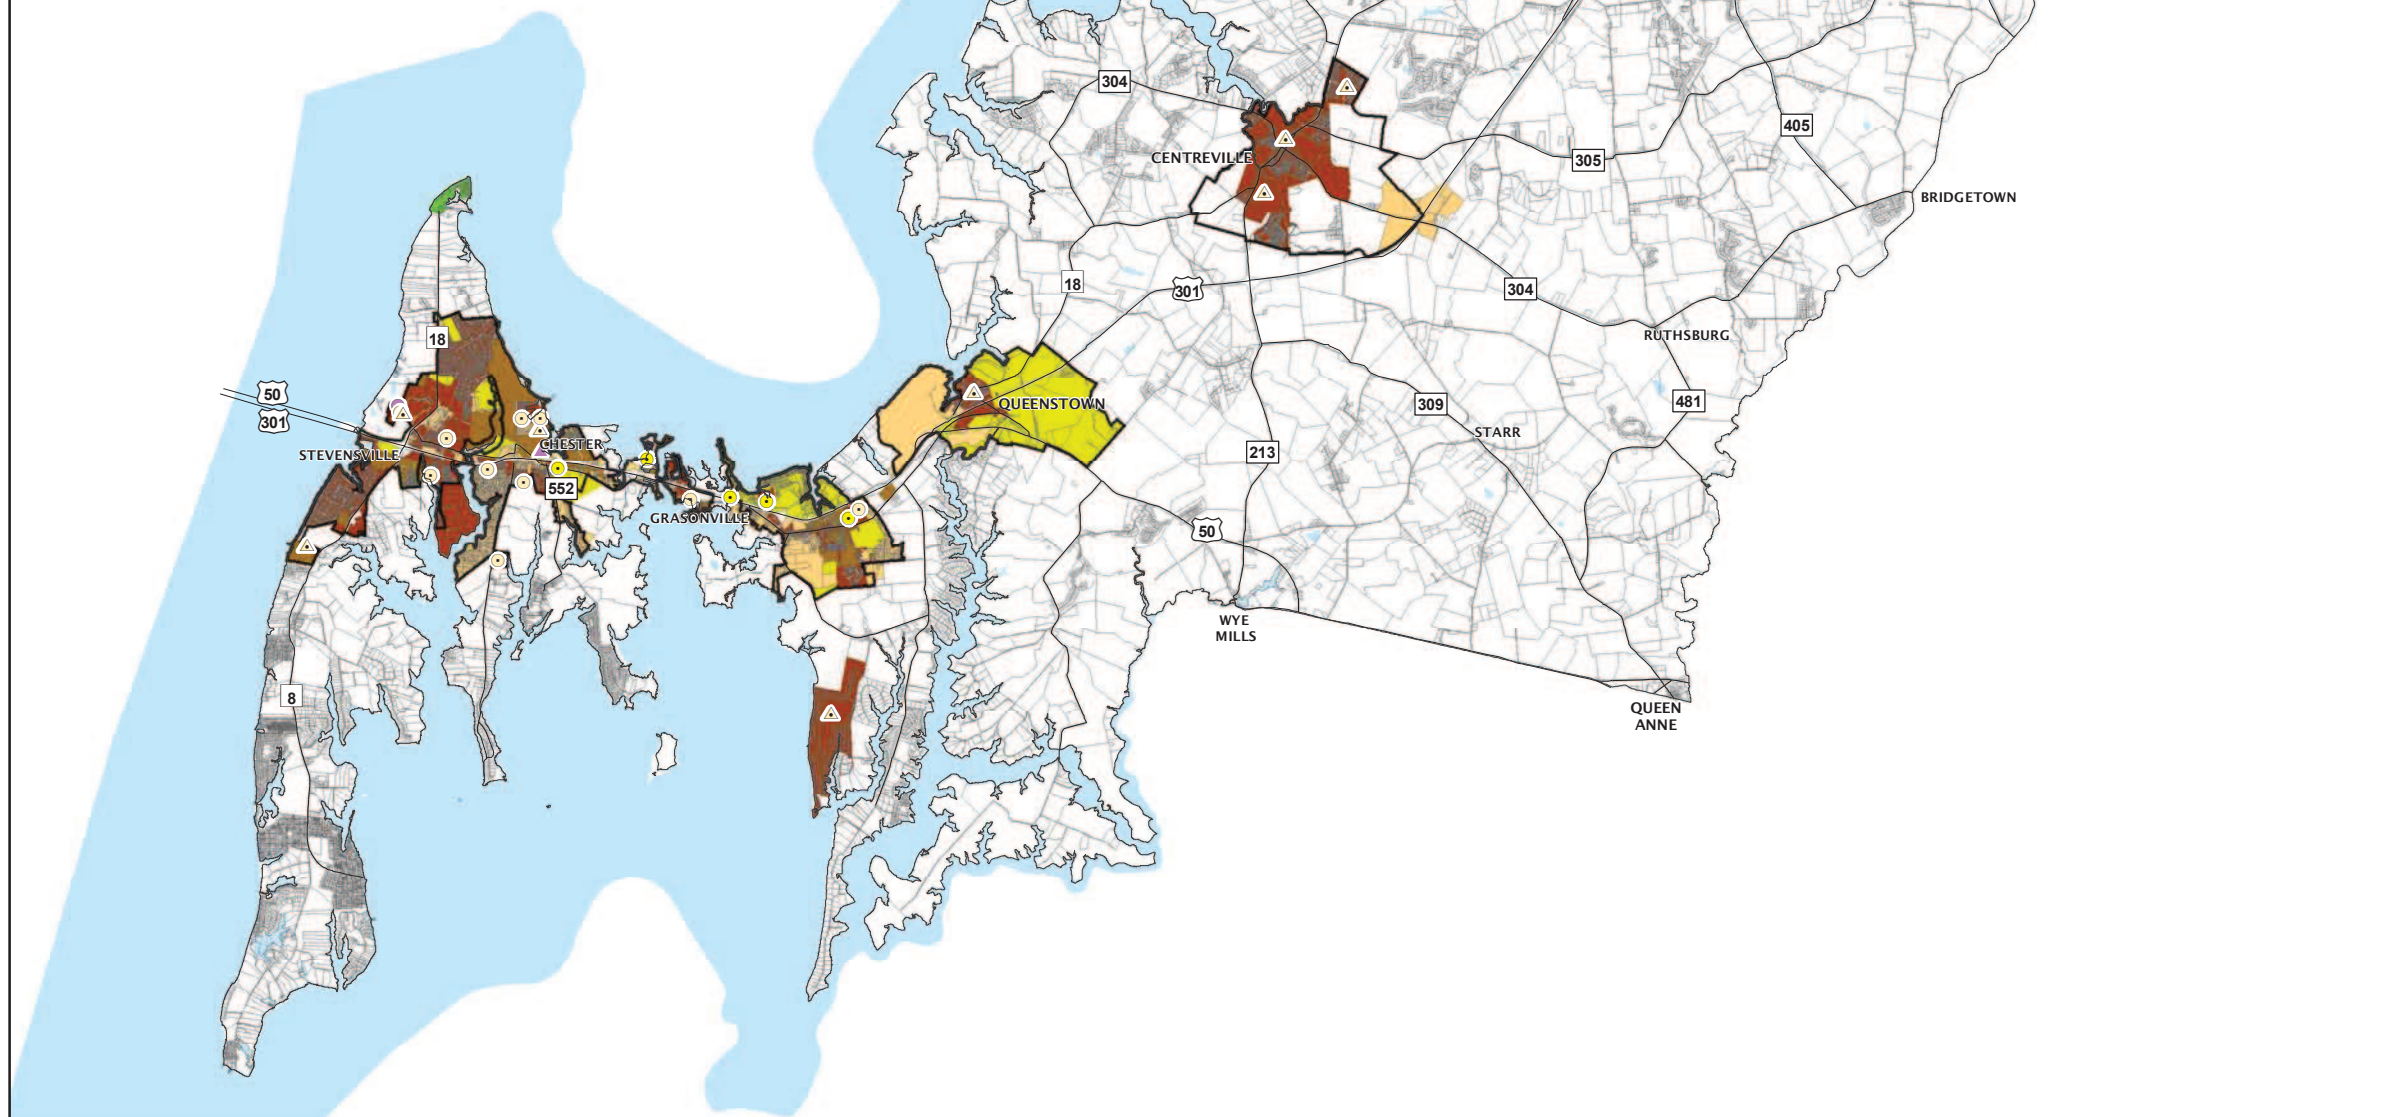 304
405
CENTREVILLE
305
BRIDGETOWN
18
301
304
18
RUTHSBURG
50
301
QUEENSTOWN
309
481
STARR
CHESTER
STEVENSVILLE
213
552
GRASONVILLE
50
WYE
MILLS
8
QUEEN
ANNE